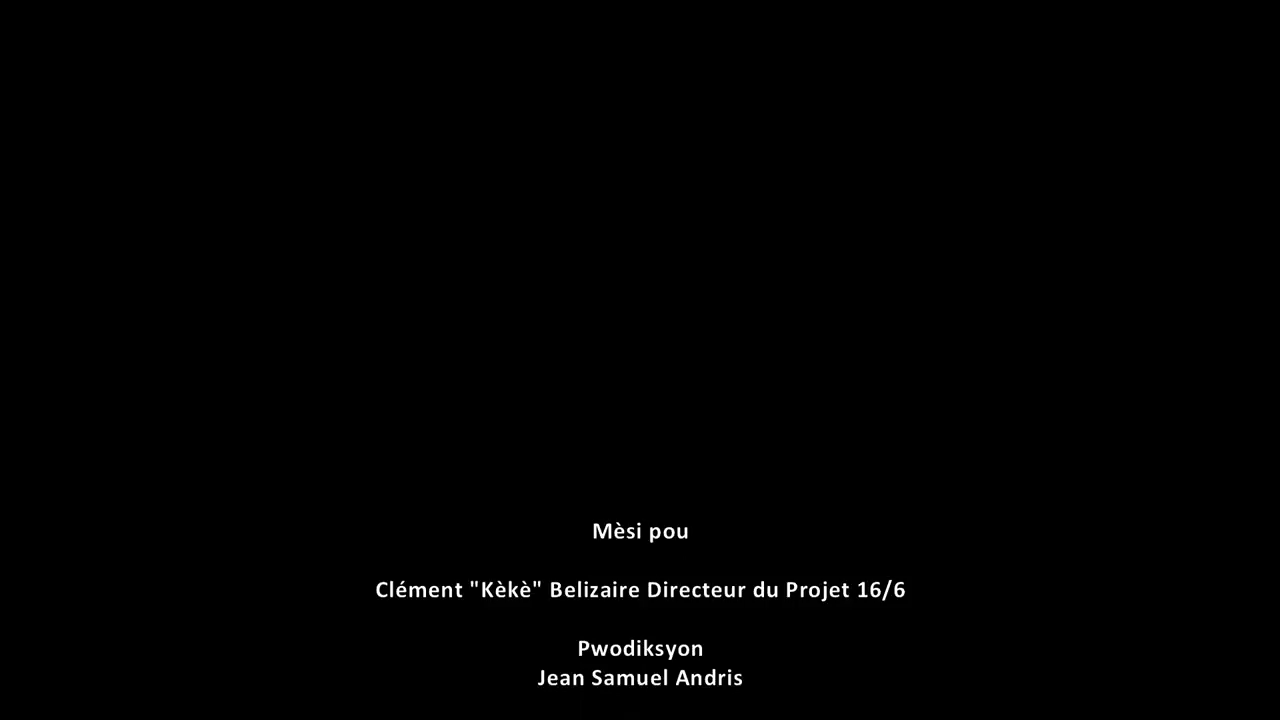 Mèsi pou
Clément "Kèkè" Belizaire Directeur du Projet 16/6
Pwodiksyon
Jean Samuel Andris